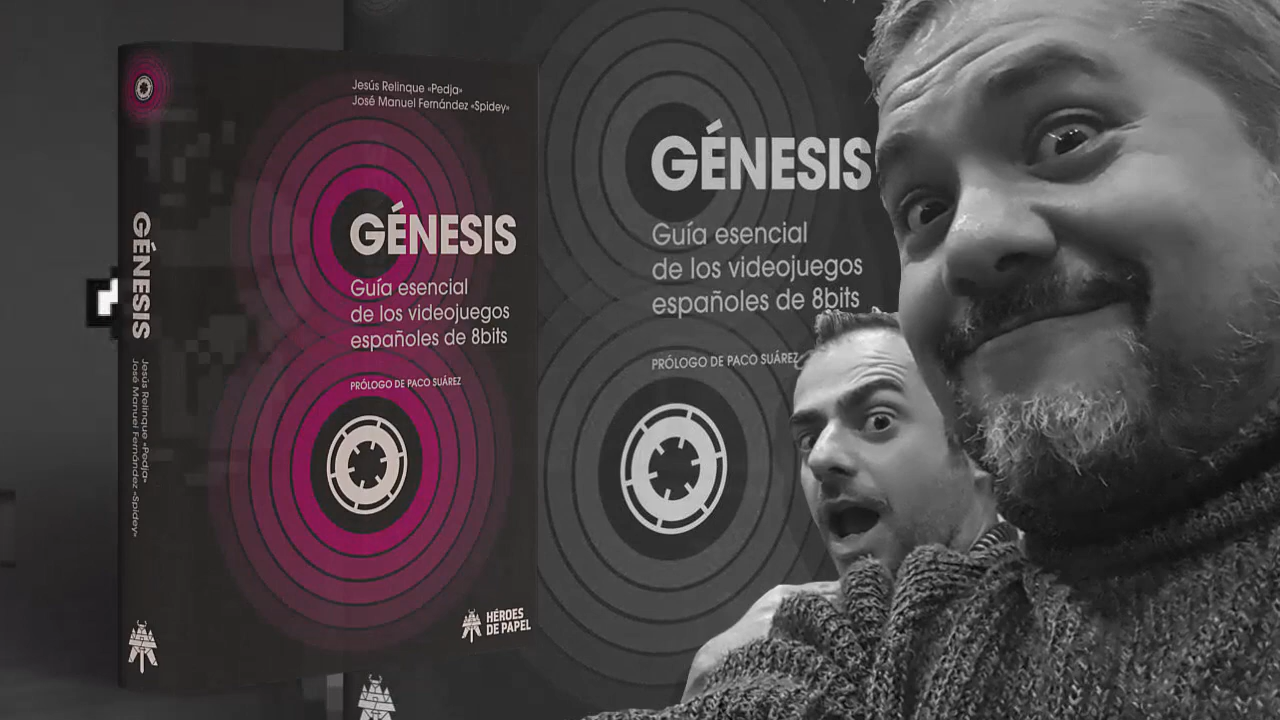 GÉNESIS
Jesús Relinque «Pedja»
José Manuel Fernández «Spidey»
Jesús Relinque «Pedja»
José Manuel Fernández «Spidey»
GÉNESIS
Guía esencial
de los videojuegos
españoles de 8bits
PRÓLOGO DE PACO SUÁREZ
HÉROES
DE PAPEL
GÉNESIS
Guía esencial
de los videojuegos
españoles de 8bits
PRÓLOGO DE PACO SUÁREZ